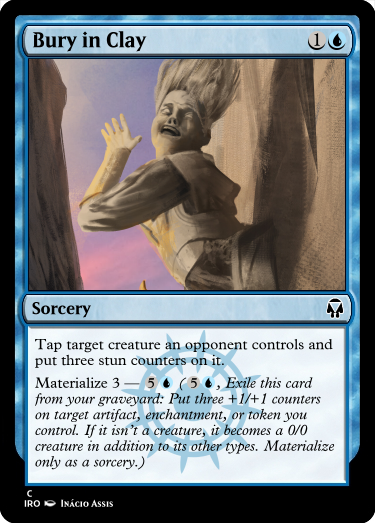 Bury in Clay 1
Sorcery
Tap target creature an opponent controls and
put three stun counters on it.
Materialize 3 — 5 ( 5 , Exile this card
from your graveyard: Put three +1/+1 counters
on target artifact, enchantment, or token you
control. If it isn't a creature, it becomes a 0/0
creature in addition to its other types. Materialize
only as a sorcery.)
C
IRO Inácio Assis